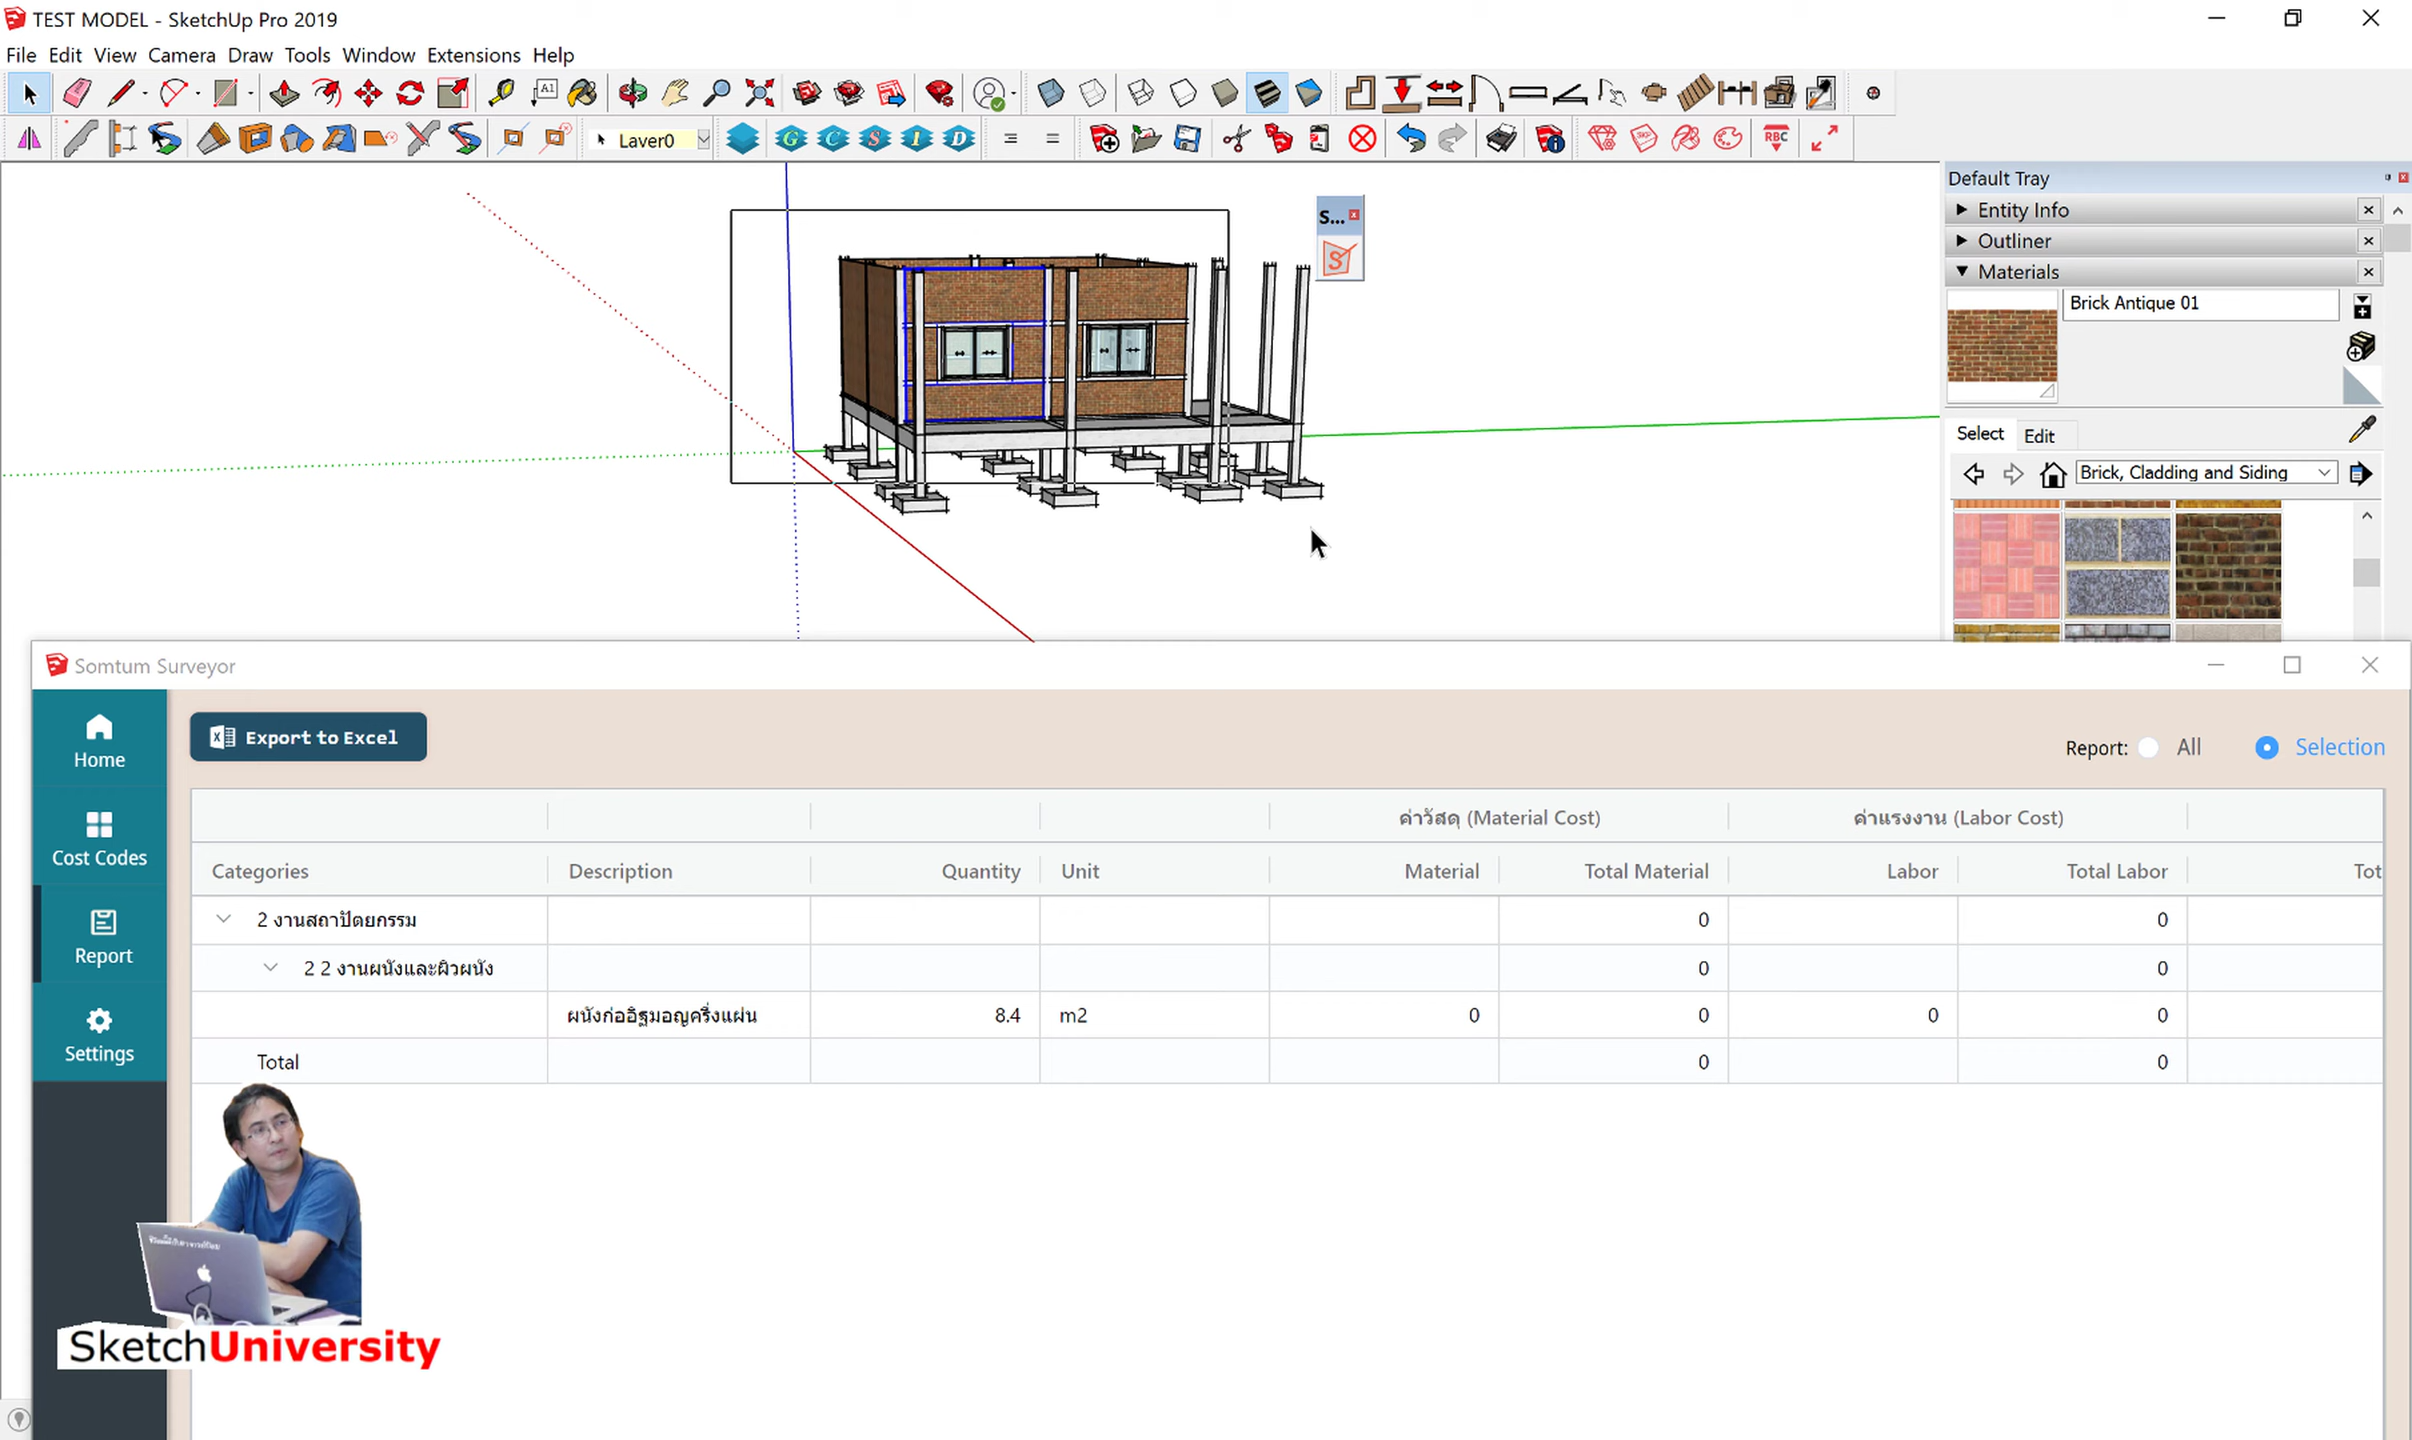 TEST MODEL - SketchUp Pro 2019
File Edit View Camera Draw Tools Window Extensions Help
A1
Layer0
G C S 1 D
RBC
S...
S
Default Tray
Entity Info
Outliner
Materials
Brick Antique 01
Select Edit
Brick, Cladding and Siding
Somtum Surveyor
Home
Cost Codes
Report
Settings
Export to Excel
Report: All Selection
ค่าวัสดุ (Material Cost) ค่าแรงงาน (Labor Cost)
Categories Description Quantity Unit Material Total Material Labor Total Labor Tot
2 งานสถาปัตยกรรม 0 0
2 2 งานผนังและผิวผนัง 0 0
ผนังก่ออิฐมอญครึ่งแผ่น 8.4 m2 0 0 0 0
Total 0 0
SketchUniversity